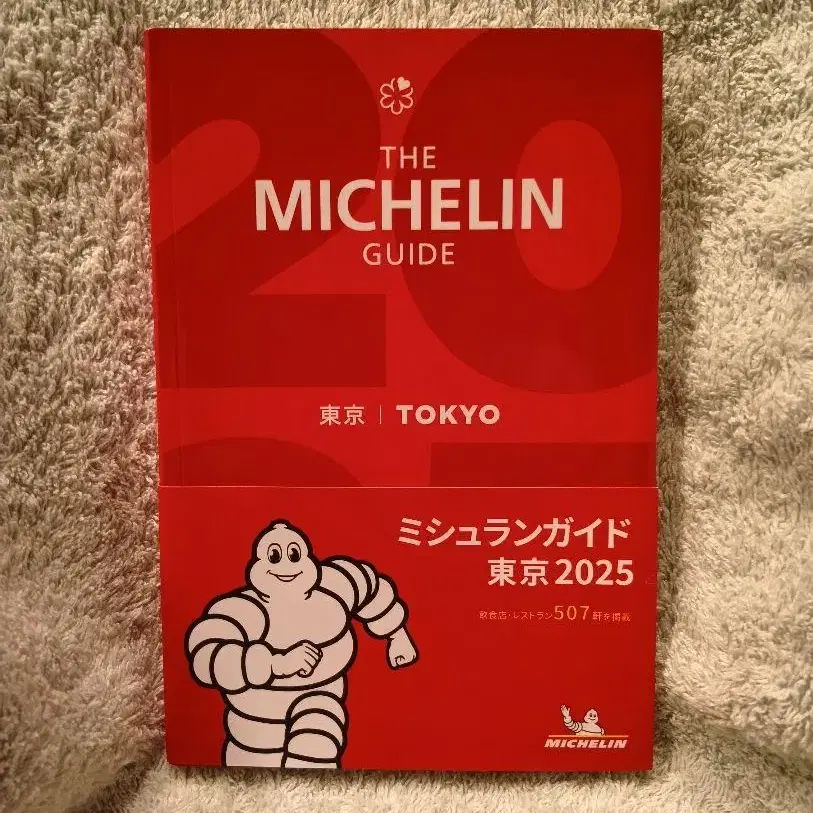 THE
MICHELIN
GUIDE
東京 | TOKYO
ミシュランガイド
東京2025
飲食店・レストラン507軒を掲載
MICHELIN